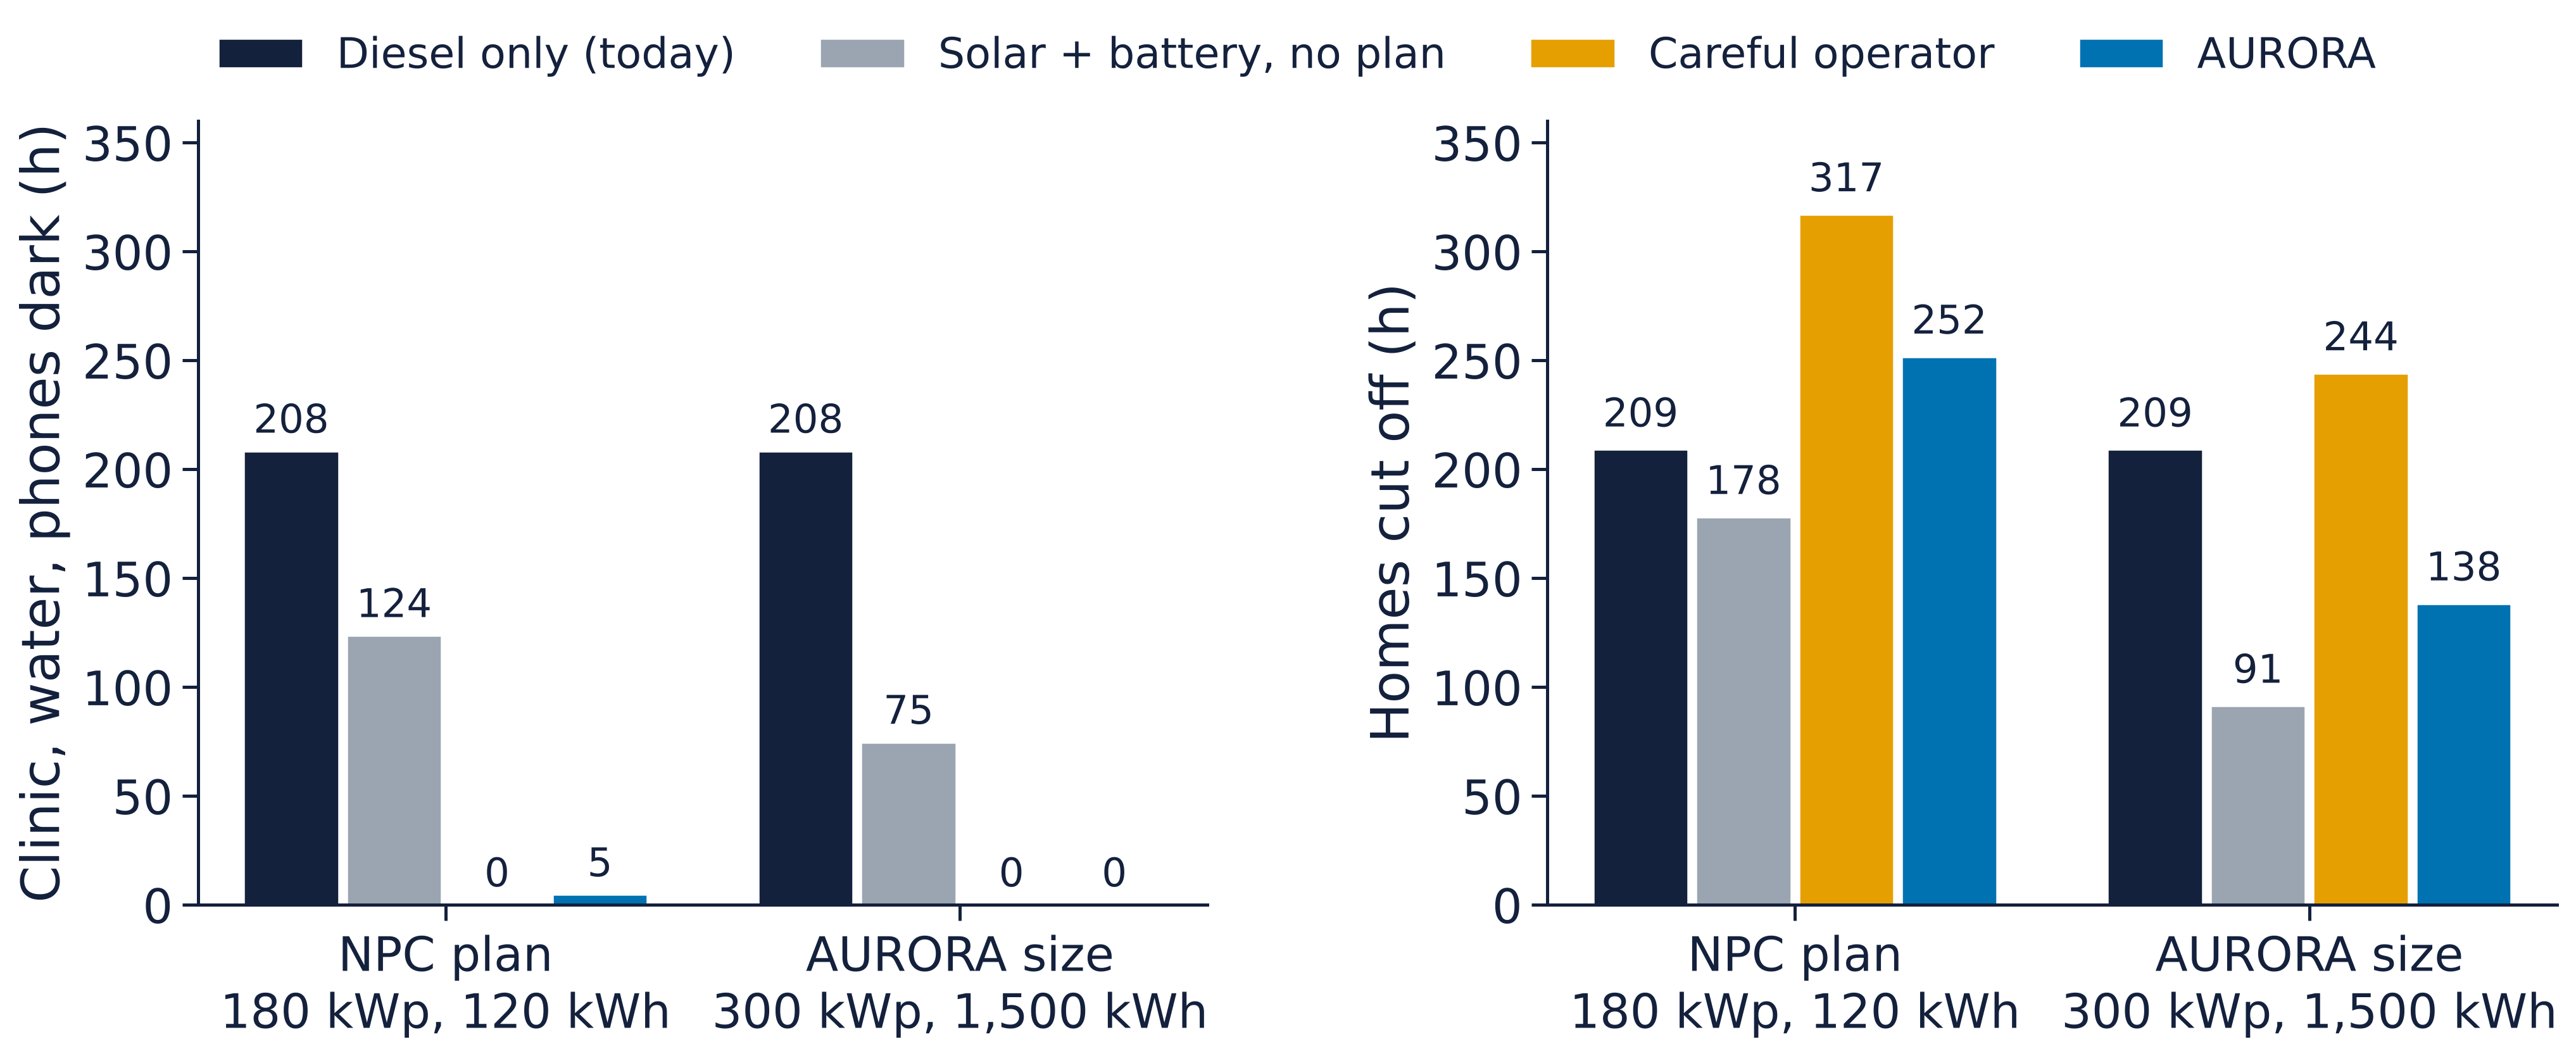 Diesel only (today) Solar + battery, no plan Careful operator AURORA
Clinic, water, phones dark (h)
350
300
250
200
150
100
50
0
208
124
0
5
208
75
0
0
NPC plan
180 kWp, 120 kWh
AURORA size
300 kWp, 1,500 kWh
Homes cut off (h)
350
300
250
200
150
100
50
0
209
178
317
252
209
91
244
138
NPC plan
180 kWp, 120 kWh
AURORA size
300 kWp, 1,500 kWh